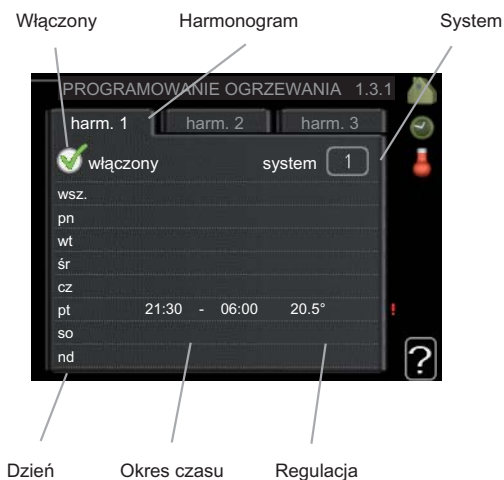 Włączony Harmonogram System
PROGRAMOWANIE OGRZEWANIA 1.3.1
harm. 1 harm. 2 harm. 3
włączony system 1
wsz.
pn
wt
śr
cz
pt 21:30 - 06:00 20.5° !
so
nd
?
Dzień Okres czasu Regulacja